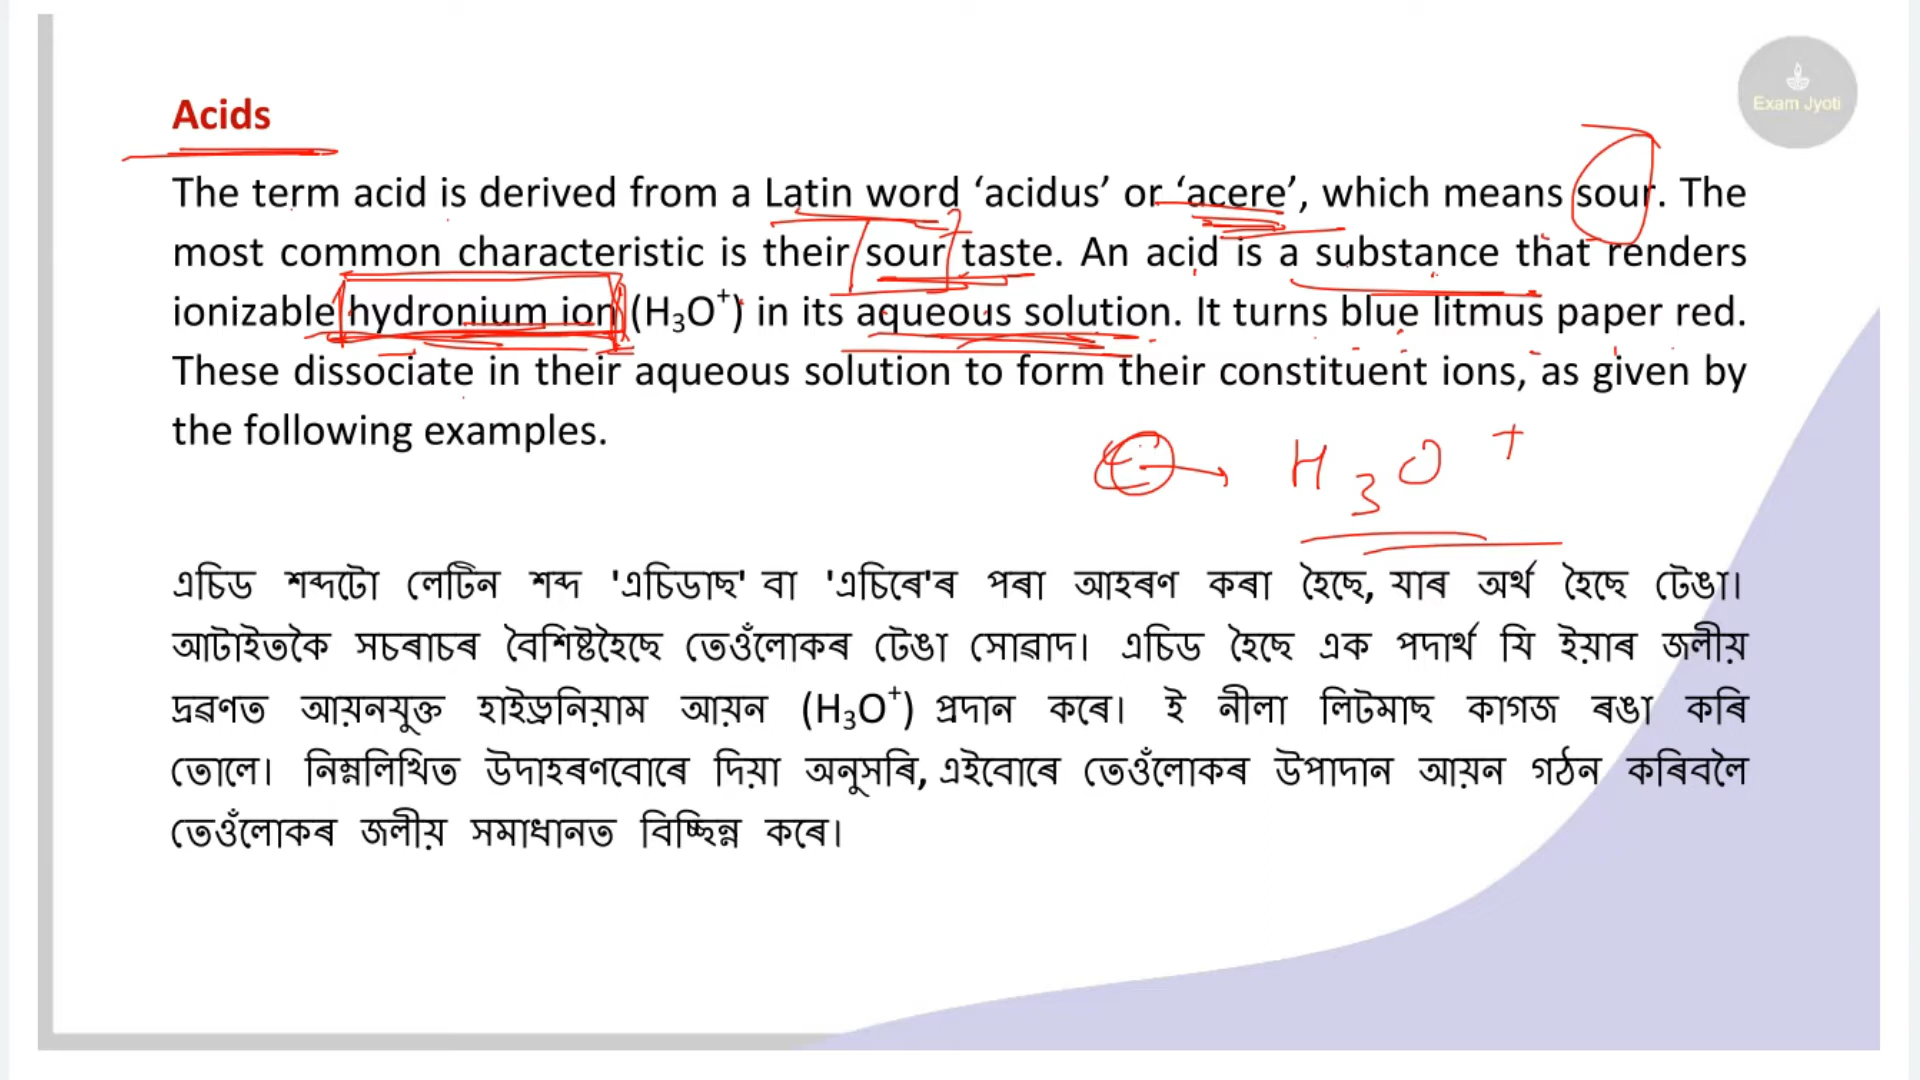 Exam Jyoti
Acids
The term acid is derived from a Latin word ‘acidus’ or ‘acere’, which means sour. The
most common characteristic is their sour taste. An acid is a substance that renders
ionizable hydronium ion (H₃O⁺) in its aqueous solution. It turns blue litmus paper red.
These dissociate in their aqueous solution to form their constituent ions, as given by
the following examples.
H₃O⁺
এচিড শব্দটো লেটিন শব্দ 'এচিডাছ' বা 'এচিৰে'ৰ পৰা আহৰণ কৰা হৈছে, যাৰ অৰ্থ হৈছে টেঙা।
আটাইতকৈ সচৰাচৰ বৈশিষ্টহৈছে তেওঁলোকৰ টেঙা সোৱাদ। এচিড হৈছে এক পদাৰ্থ যি ইয়াৰ জলীয়
দ্ৰৱণত আয়নযুক্ত হাইড্ৰনিয়াম আয়ন (H₃O⁺) প্ৰদান কৰে। ই নীলা লিটমাছ কাগজ ৰঙা কৰি
তোলে। নিম্নলিখিত উদাহৰণবোৰে দিয়া অনুসৰি, এইবোৰে তেওঁলোকৰ উপাদান আয়ন গঠন কৰিবলৈ
তেওঁলোকৰ জলীয় সমাধানত বিচ্ছিন্ন কৰে।